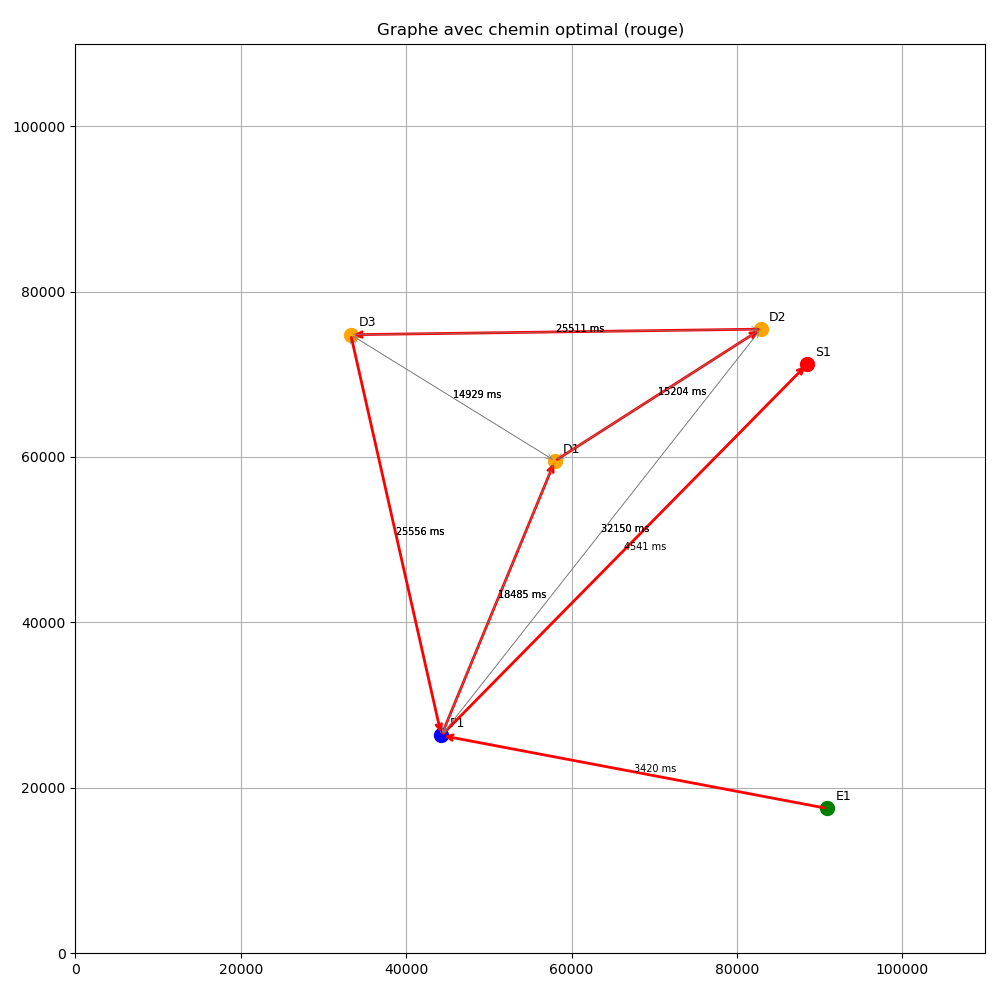 Graphe avec chemin optimal (rouge)
100000
80000
60000
40000
20000
0
D3
D2
25511 ms
S1
14929 ms
15204 ms
D1
25556 ms
32150 ms
4541 ms
18485 ms
3420 ms
E1
0
20000
40000
60000
80000
100000